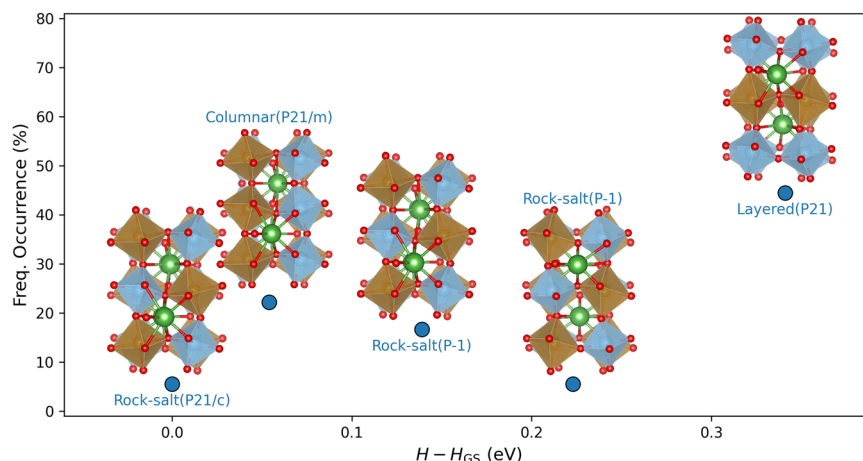 80
70
60
50
40
30
20
10
0
Freq. Occurrence (%)
Columnar(P21/m)
Rock-salt(P-1)
Layered(P21)
Rock-salt(P-1)
Rock-salt(P21/c)
0.0
0.1
0.2
0.3
H − H_GS (eV)